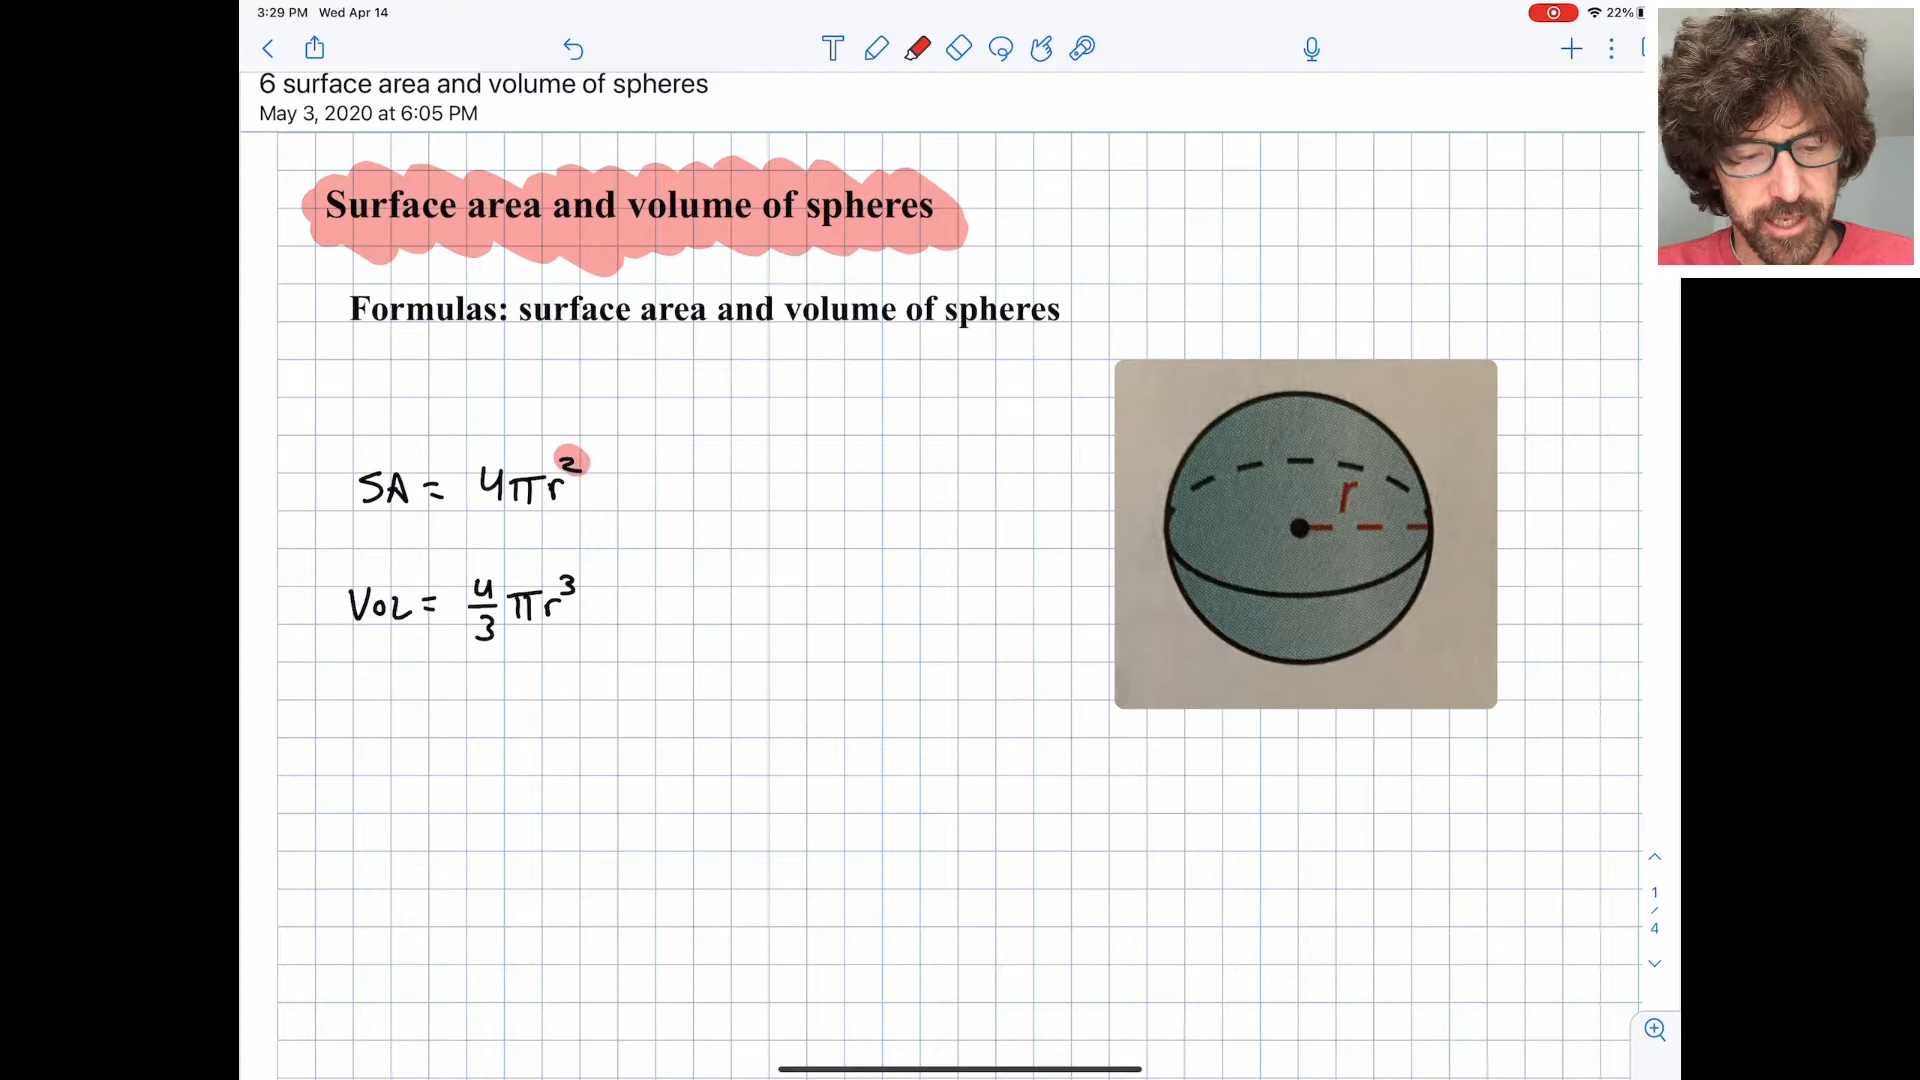 3:29 PM Wed Apr 14
22%
6 surface area and volume of spheres
May 3, 2020 at 6:05 PM
Surface area and volume of spheres
Formulas: surface area and volume of spheres
SA = 4πr²
VOL = 4/3 πr³
r
1
/
4